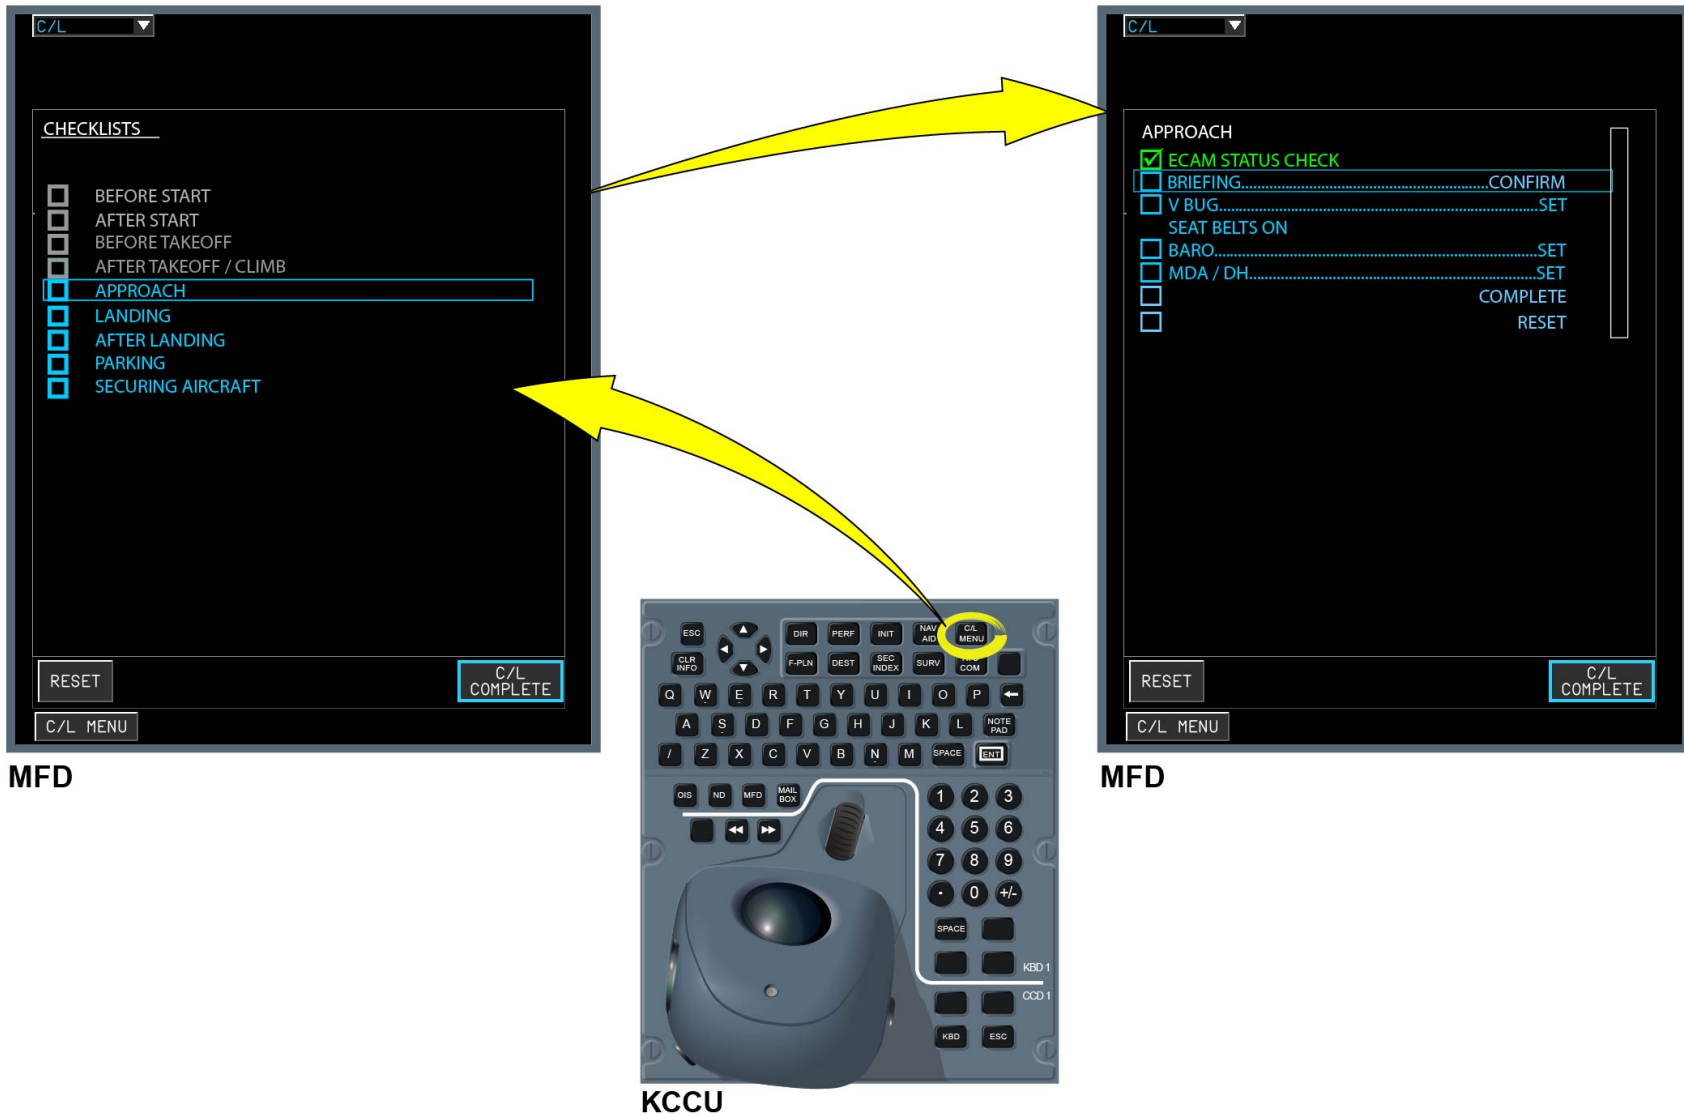 C/L
CHECKLISTS
BEFORE START
AFTER START
BEFORE TAKEOFF
AFTER TAKEOFF / CLIMB
APPROACH
LANDING
AFTER LANDING
PARKING
SECURING AIRCRAFT
RESET
C/L
COMPLETE
C/L MENU
MFD
C/L
APPROACH
ECAM STATUS CHECK
BRIEFING..............................CONFIRM
V BUG..............................SET
SEAT BELTS ON
BARO..............................SET
MDA / DH..............................SET
COMPLETE
RESET
RESET
C/L
COMPLETE
C/L MENU
MFD
ESC
DIR PERF INIT NAV AID C/L MENU
CLR INFO
F-PLN DEST SEC INDEX SURV COM
Q W E R T Y U I O P
A S D F G H J K L NOTE PAD
/ Z X C V B N M SPACE ENT
OIS ND MFD MAIL BOX
1 2 3
4 5 6
7 8 9
. 0 +/-
SPACE
KBD 1
CCD 1
KBD ESC
KCCU